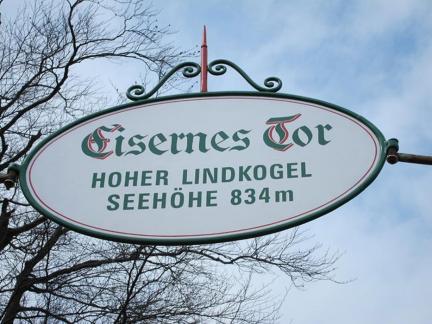 Eisernes Tor
HOHER LINDKOGEL
SEEHÖHE 834m